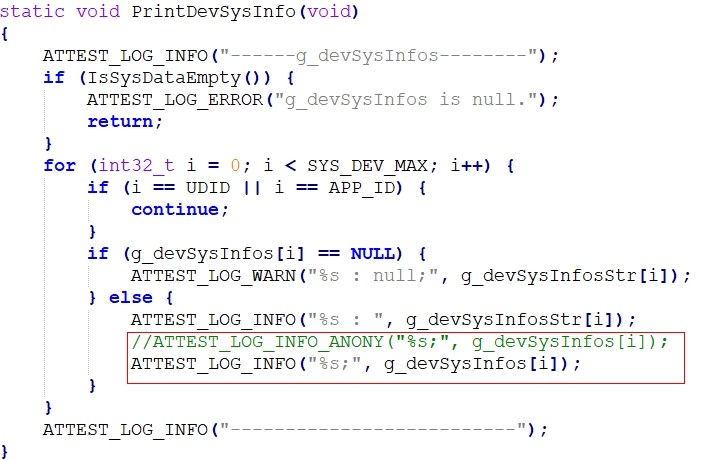 static void PrintDevSysInfo(void)
{
    ATTEST_LOG_INFO("------g_devSysInfos--------");
    if (IsSysDataEmpty()) {
        ATTEST_LOG_ERROR("g_devSysInfos is null.");
        return;
    }
    for (int32_t i = 0; i < SYS_DEV_MAX; i++) {
        if (i == UDID || i == APP_ID) {
            continue;
        }
        if (g_devSysInfos[i] == NULL) {
            ATTEST_LOG_WARN("%s : null;", g_devSysInfosStr[i]);
        } else {
            ATTEST_LOG_INFO("%s : ", g_devSysInfosStr[i]);
            //ATTEST_LOG_INFO_ANONY("%s;", g_devSysInfos[i]);
            ATTEST_LOG_INFO("%s;", g_devSysInfos[i]);
        }
    }
    ATTEST_LOG_INFO("--------------------------");
}